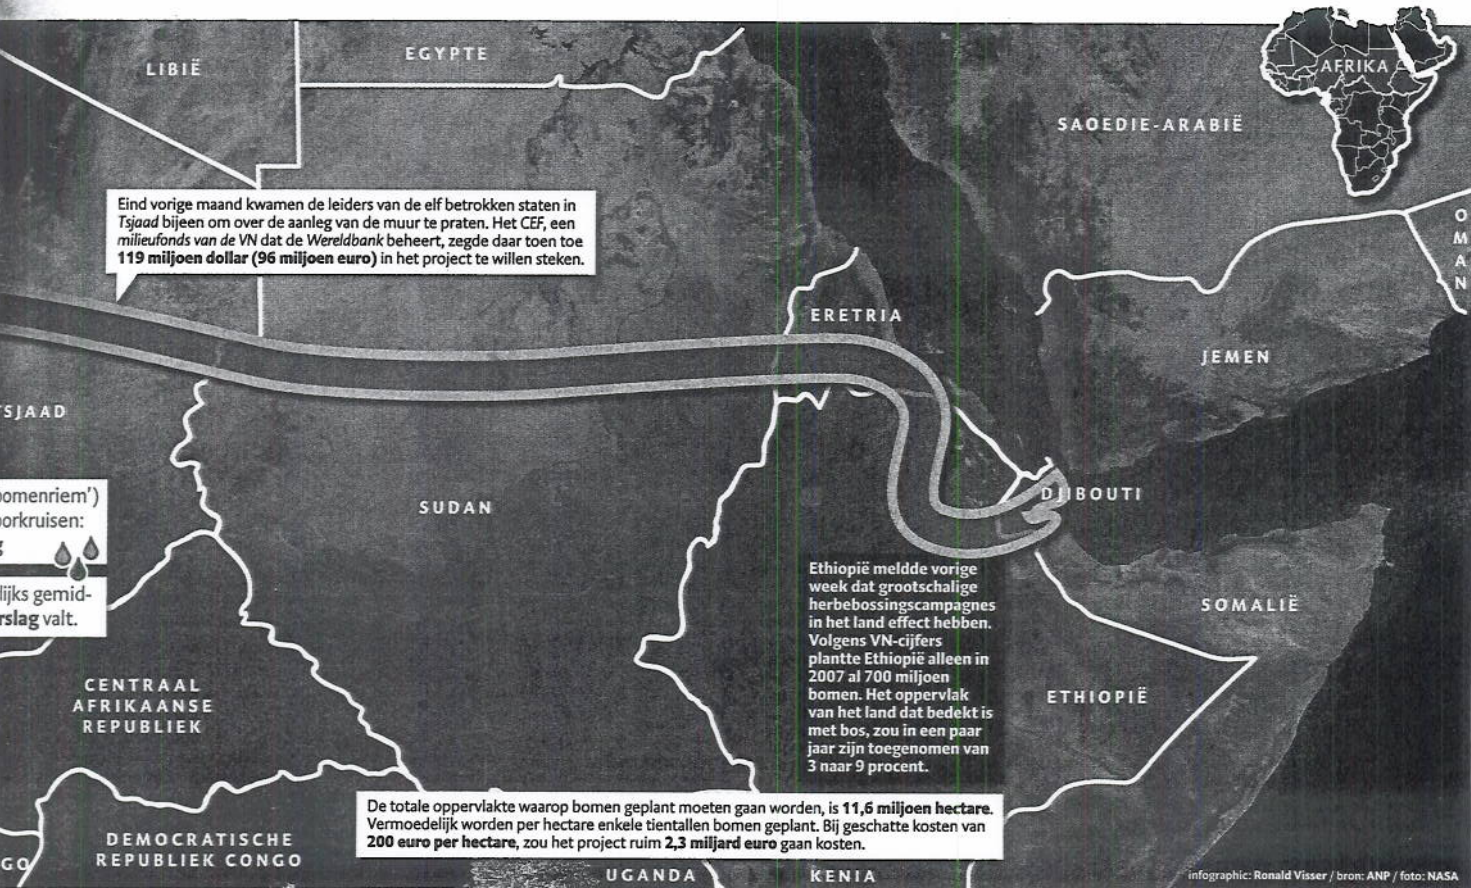 LIBIË
EGYPTE
AFRIKA
SAOEDIE-ARABIË
OMAN
Eind vorige maand kwamen de leiders van de elf betrokken staten in
Tsjaad bijeen om over de aanleg van de muur te praten. Het CEF, een
milieufonds van de VN dat de Wereldbank beheert, zegde daar toen toe
119 miljoen dollar (96 miljoen euro) in het project te willen steken.
ERETRIA
JEMEN
TSJAAD
omenriem')
orkruisen:
g
lijks gemid-
rslag valt.
SUDAN
DJIBOUTI
Ethiopië meldde vorige
week dat grootschalige
herbebossingscampagnes
in het land effect hebben.
Volgens VN-cijfers
plantte Ethiopië alleen in
2007 al 700 miljoen
bomen. Het oppervlak
van het land dat bedekt is
met bos, zou in een paar
jaar zijn toegenomen van
3 naar 9 procent.
SOMALIË
ETHIOPIË
CENTRAAL
AFRIKAANSE
REPUBLIEK
De totale oppervlakte waarop bomen geplant moeten gaan worden, is 11,6 miljoen hectare.
Vermoedelijk worden per hectare enkele tientallen bomen geplant. Bij geschatte kosten van
200 euro per hectare, zou het project ruim 2,3 miljard euro gaan kosten.
DEMOCRATISCHE
REPUBLIEK CONGO
GO
UGANDA
KENIA
infographic: Ronald Visser / bron: ANP / foto: NASA